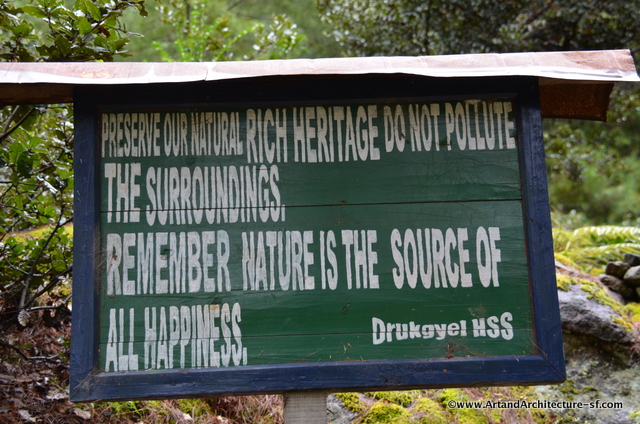 PRESERVE OUR NATURAL RICH HERITAGE DO NOT POLLUTE
THE SURROUNDINGS.
REMEMBER NATURE IS THE SOURCE OF
ALL HAPPINESS.
Drukgyel HSS
©www.ArtandArchitecture-sf.com